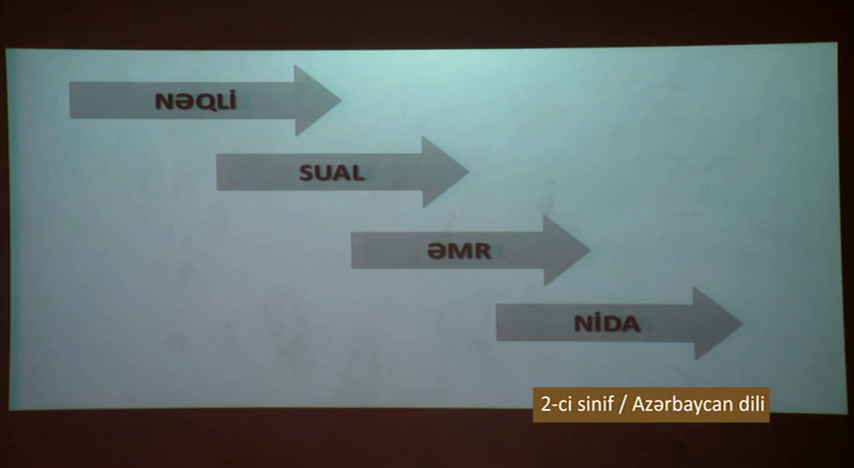 NƏQLİ
SUAL
ƏMR
NİDA
2-ci sinif / Azərbaycan dili